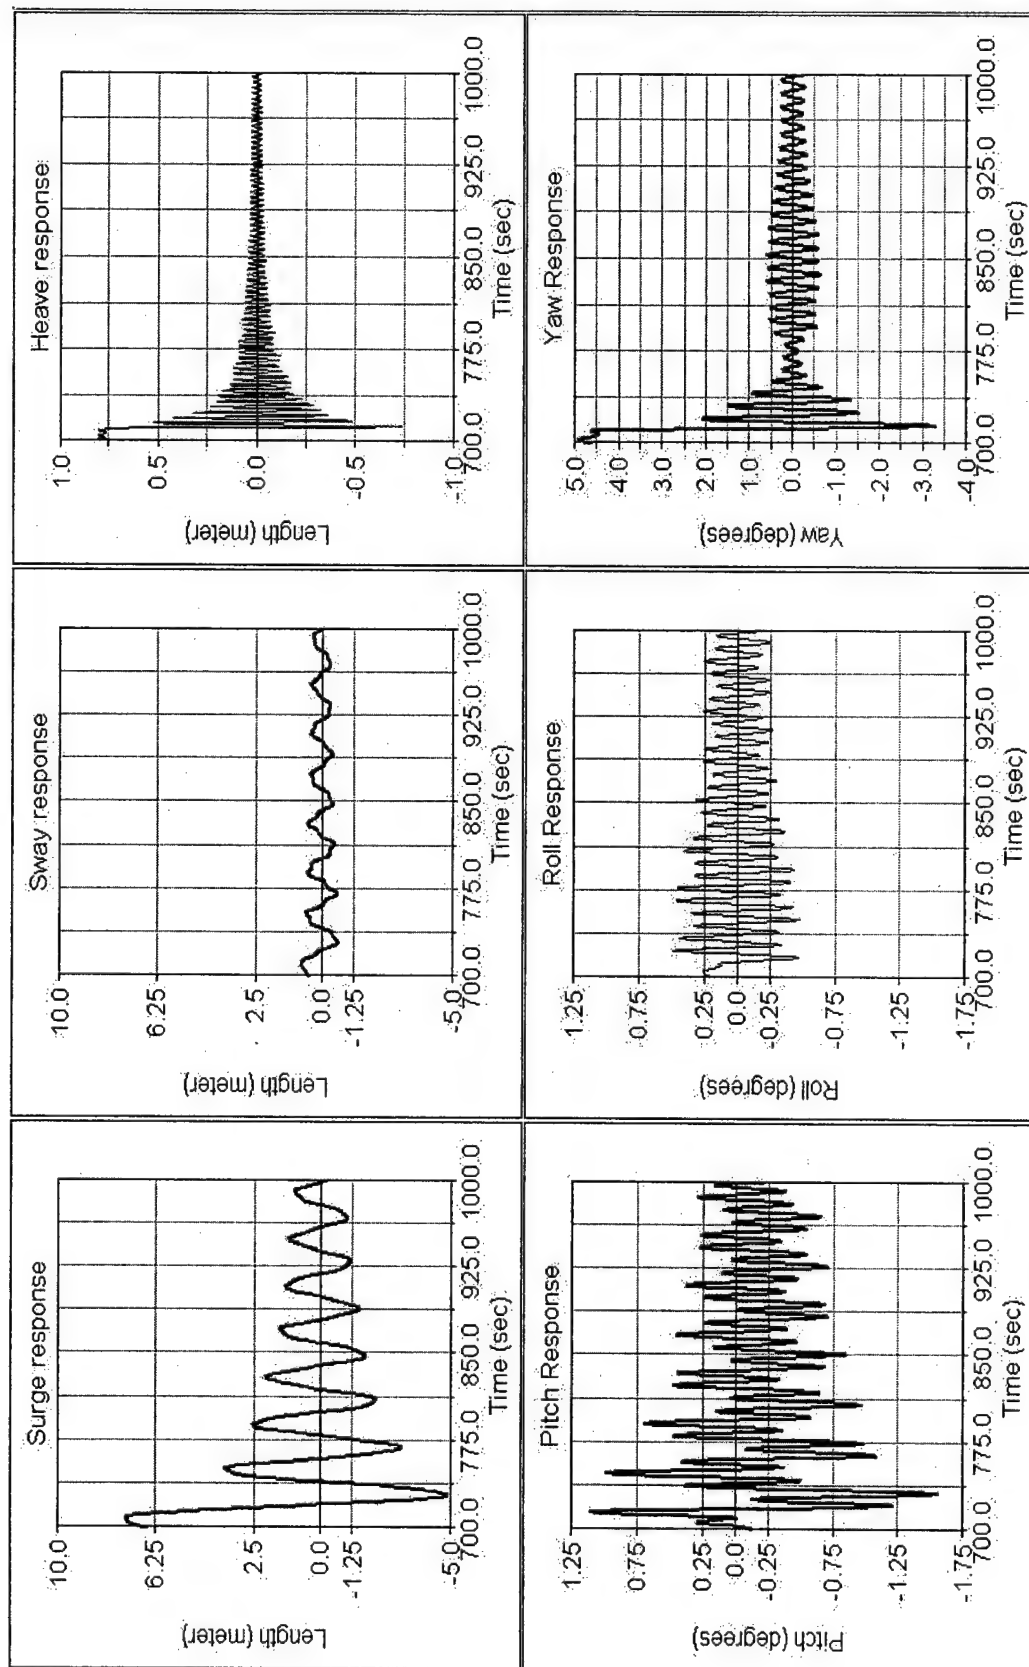 Surge response
10.0
6.25
2.5
0.0
-1.25
-5.0
Length (meter)
700.0 775.0 850.0 925.0 1000.0
Time (sec)
Sway response
10.0
6.25
2.5
0.0
-1.25
-5.0
Length (meter)
700.0 775.0 850.0 925.0 1000.0
Time (sec)
Heave response
1.0
0.5
0.0
-0.5
-1.0
Length (meter)
700.0 775.0 850.0 925.0 1000.0
Time (sec)
Pitch Response
1.25
0.75
0.25
0.0
-0.25
-0.75
-1.25
-1.75
Pitch (degrees)
700.0 775.0 850.0 925.0 1000.0
Time (sec)
Roll Response
1.25
0.75
0.25
0.0
-0.25
-0.75
-1.25
-1.75
Roll (degrees)
700.0 775.0 850.0 925.0 1000.0
Time (sec)
Yaw Response
5.0
4.0
3.0
2.0
1.0
0.0
-1.0
-2.0
-3.0
-4.0
Yaw (degrees)
700.0 775.0 850.0 925.0 1000.0
Time (sec)